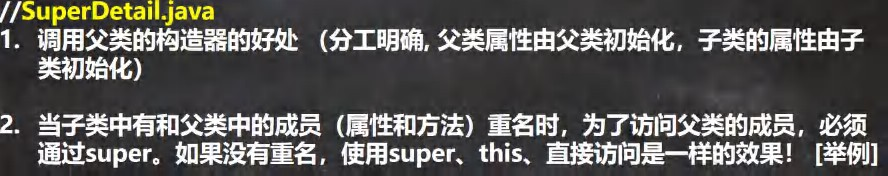 //SuperDetail.java
1. 调用父类的构造器的好处 （分工明确, 父类属性由父类初始化，子类的属性由子
类初始化）
2. 当子类中有和父类中的成员（属性和方法）重名时，为了访问父类的成员，必须
通过super。如果没有重名，使用super、this、直接访问是一样的效果！ [举例]